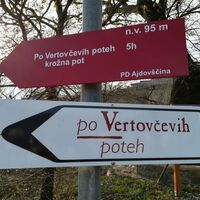 n.v. 95 m
Po Vertovčevih poteh 5h
krožna pot
PD Ajdovščina
po Vertovčevih
poteh